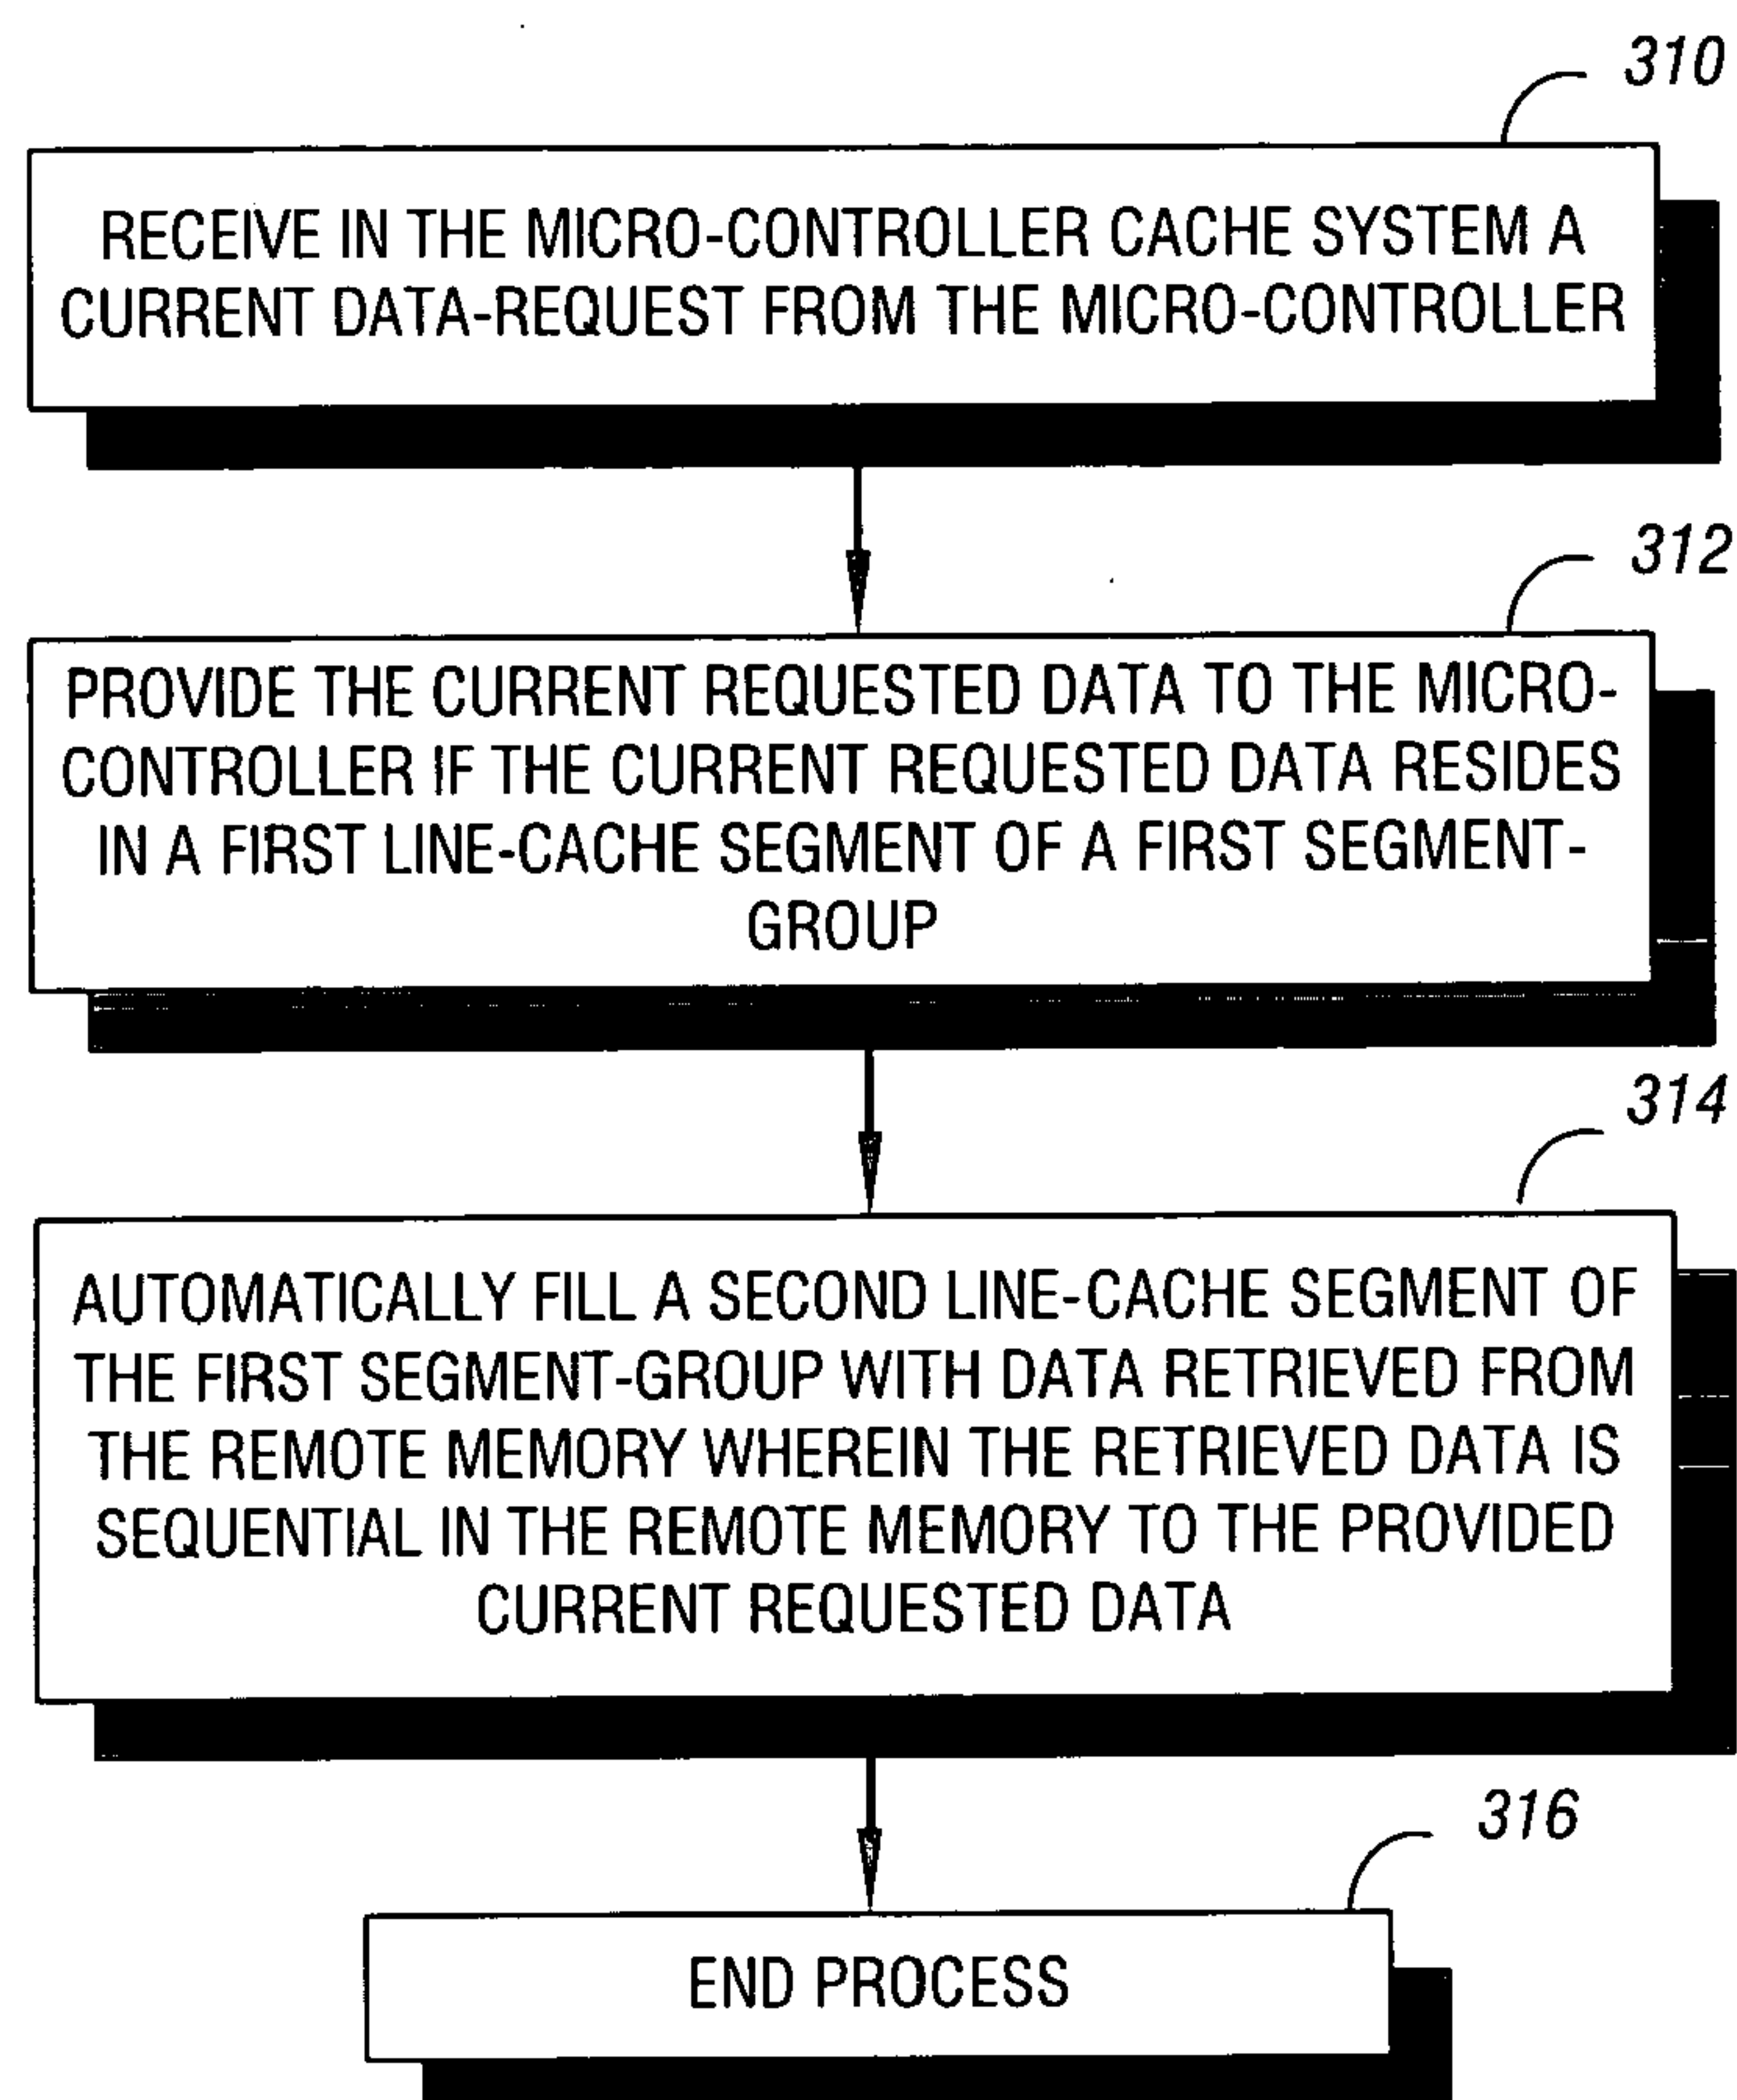 310
RECEIVE IN THE MICRO-CONTROLLER CACHE SYSTEM A
CURRENT DATA-REQUEST FROM THE MICRO-CONTROLLER
312
PROVIDE THE CURRENT REQUESTED DATA TO THE MICRO-
CONTROLLER IF THE CURRENT REQUESTED DATA RESIDES
IN A FIRST LINE-CACHE SEGMENT OF A FIRST SEGMENT-
GROUP
314
AUTOMATICALLY FILL A SECOND LINE-CACHE SEGMENT OF
THE FIRST SEGMENT-GROUP WITH DATA RETRIEVED FROM
THE REMOTE MEMORY WHEREIN THE RETRIEVED DATA IS
SEQUENTIAL IN THE REMOTE MEMORY TO THE PROVIDED
CURRENT REQUESTED DATA
316
END PROCESS